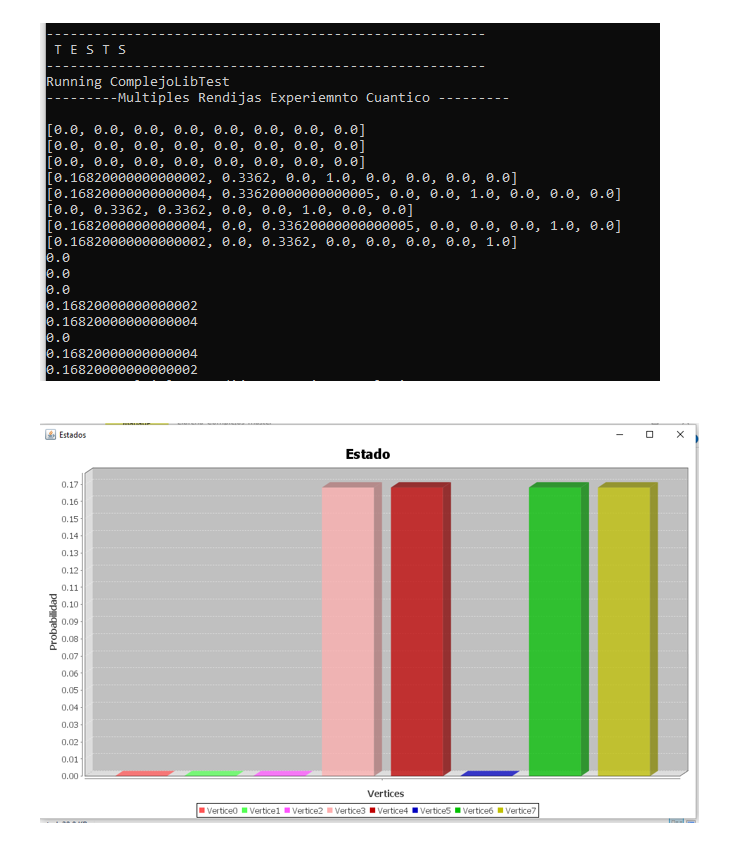 -------------------------------------------------------
T E S T S
-------------------------------------------------------
Running ComplejoLibTest
---------Multiples Rendijas Experiemnto Cuantico ---------
[0.0, 0.0, 0.0, 0.0, 0.0, 0.0, 0.0, 0.0]
[0.0, 0.0, 0.0, 0.0, 0.0, 0.0, 0.0, 0.0]
[0.0, 0.0, 0.0, 0.0, 0.0, 0.0, 0.0, 0.0]
[0.16820000000000002, 0.3362, 0.0, 1.0, 0.0, 0.0, 0.0, 0.0]
[0.16820000000000004, 0.33620000000000005, 0.0, 0.0, 1.0, 0.0, 0.0, 0.0]
[0.0, 0.3362, 0.3362, 0.0, 0.0, 1.0, 0.0, 0.0]
[0.16820000000000004, 0.0, 0.33620000000000005, 0.0, 0.0, 0.0, 1.0, 0.0]
[0.16820000000000002, 0.0, 0.3362, 0.0, 0.0, 0.0, 0.0, 1.0]
0.0
0.0
0.0
0.16820000000000002
0.16820000000000004
0.0
0.16820000000000004
0.16820000000000002
Estados
Estado
0.17
0.16
0.15
0.14
0.13
0.12
0.11
0.10
0.09
0.08
0.07
0.06
0.05
0.04
0.03
0.02
0.01
0.00
Probabilidad
Vertices
Vertice0 Vertice1 Vertice2 Vertice3 Vertice4 Vertice5 Vertice6 Vertice7